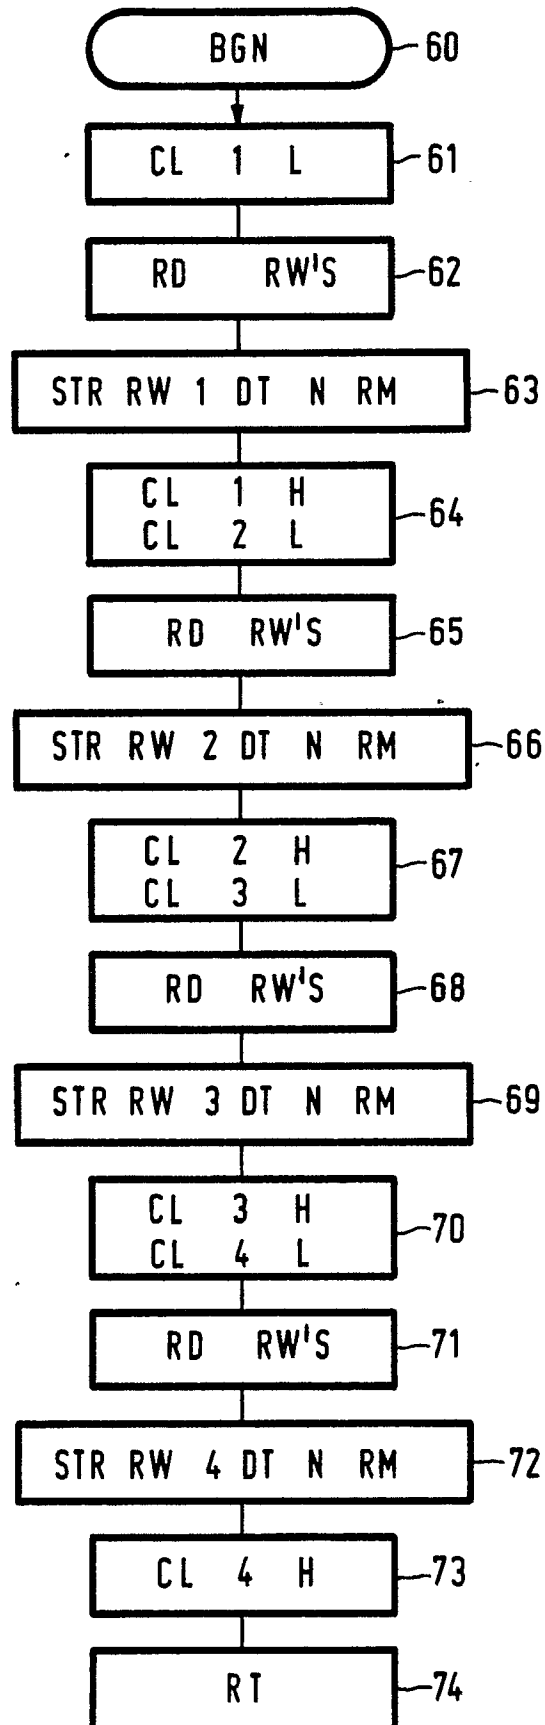 BGN 60
CL 1 L 61
RD RW'S 62
STR RW 1 DT N RM 63
CL 1 H
CL 2 L
64
RD RW'S 65
STR RW 2 DT N RM 66
CL 2 H
CL 3 L
67
RD RW'S 68
STR RW 3 DT N RM 69
CL 3 H
CL 4 L
70
RD RW'S 71
STR RW 4 DT N RM 72
CL 4 H 73
RT 74